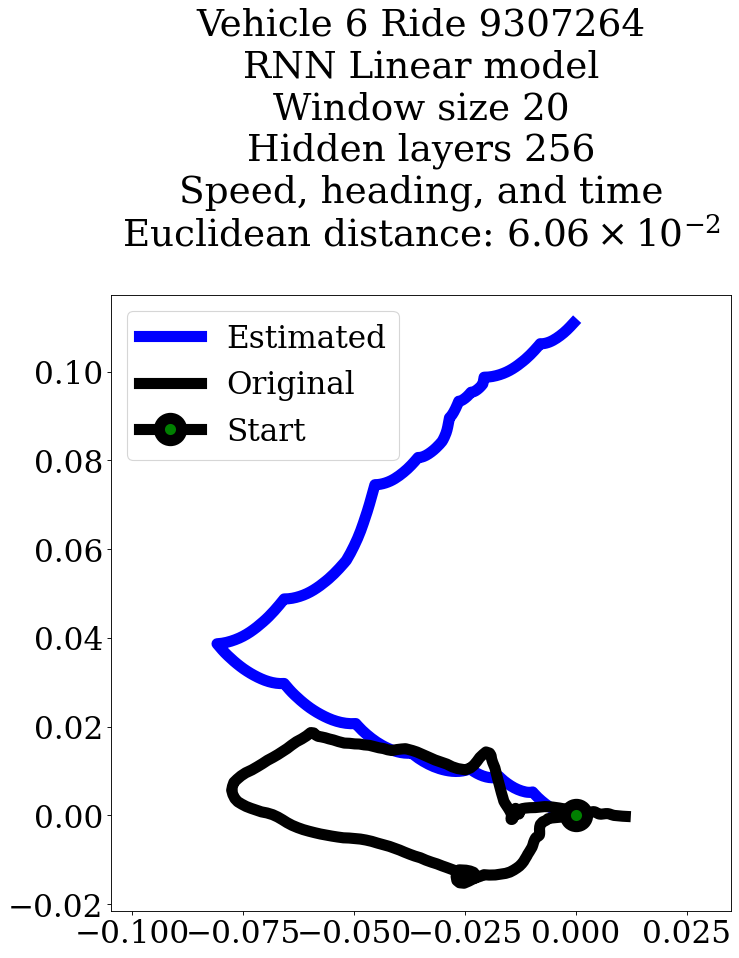 Vehicle 6 Ride 9307264
RNN Linear model
Window size 20
Hidden layers 256
Speed, heading, and time
Euclidean distance: 6.06 × 10⁻²
Estimated
Original
Start
0.10
0.08
0.06
0.04
0.02
0.00
−0.02
−0.100 −0.075 −0.050 −0.025 0.000 0.025